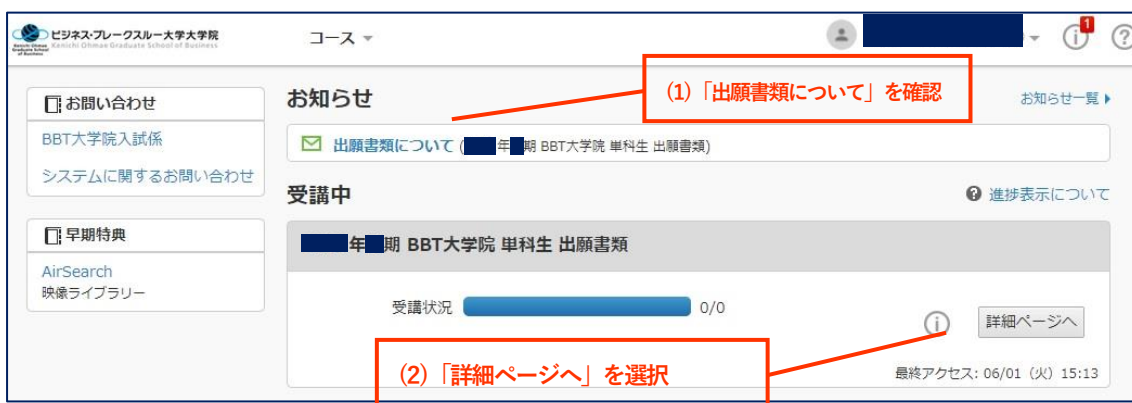 ビジネス・ブレークスルー大学大学院
Kenichi Ohmae Graduate School of Business
コース
1
お問い合わせ
BBT大学院入試係
システムに関するお問い合わせ
早期特典
AirSearch
映像ライブラリー
(1)「出願書類について」を確認
お知らせ
お知らせ一覧
出願書類について ( 年 期 BBT大学院 単科生 出願書類)
受講中
進捗表示について
年 期 BBT大学院 単科生 出願書類
受講状況 0/0
詳細ページへ
(2)「詳細ページへ」を選択
最終アクセス: 06/01 (火) 15:13